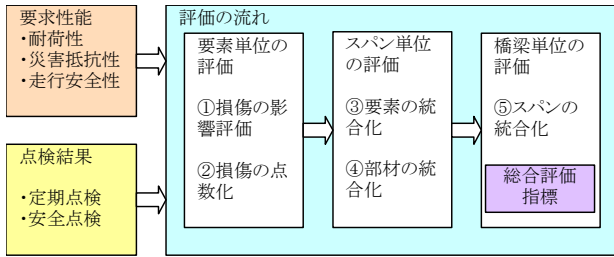 要求性能
・耐荷性
・災害抵抗性
・走行安全性
点検結果
・定期点検
・安全点検
評価の流れ
要素単位の
評価
①損傷の影
響評価
②損傷の点
数化
スパン単位
の評価
③要素の統
合化
④部材の統
合化
橋梁単位の
評価
⑤スパンの
統合化
総合評価
指標